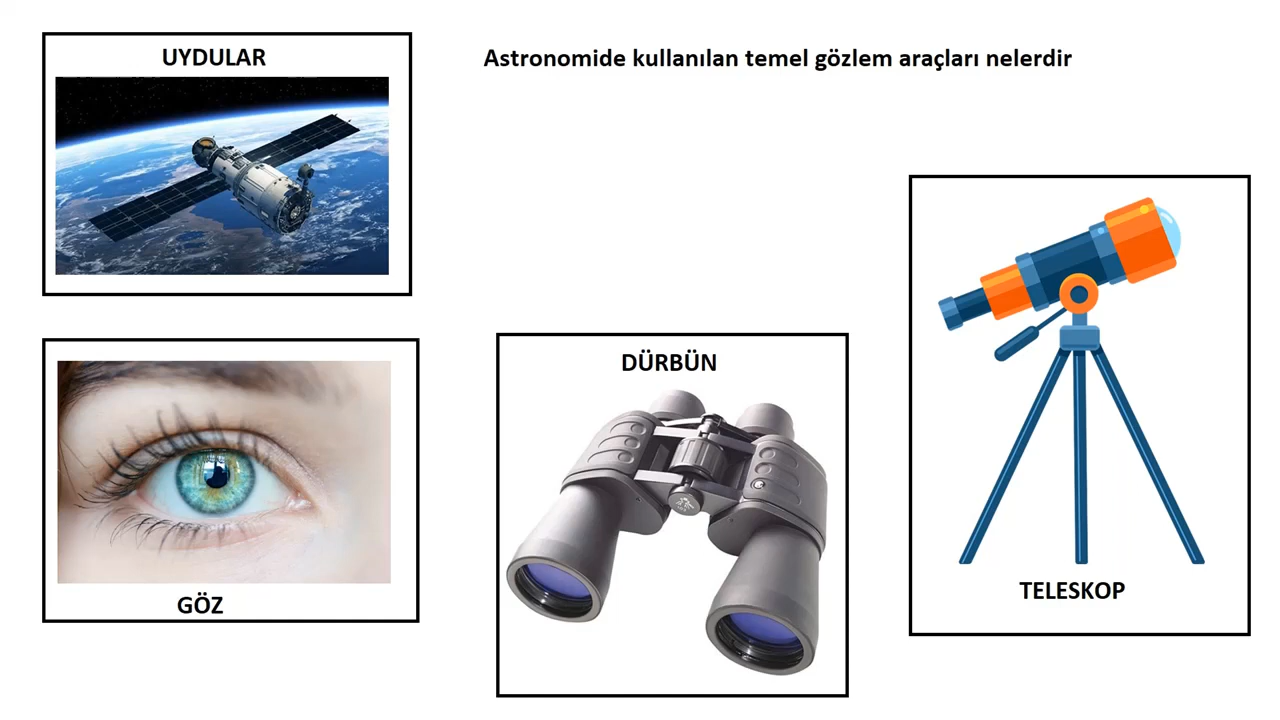 UYDULAR
Astronomide kullanılan temel gözlem araçları nelerdir
GÖZ
DÜRBÜN
TELESKOP